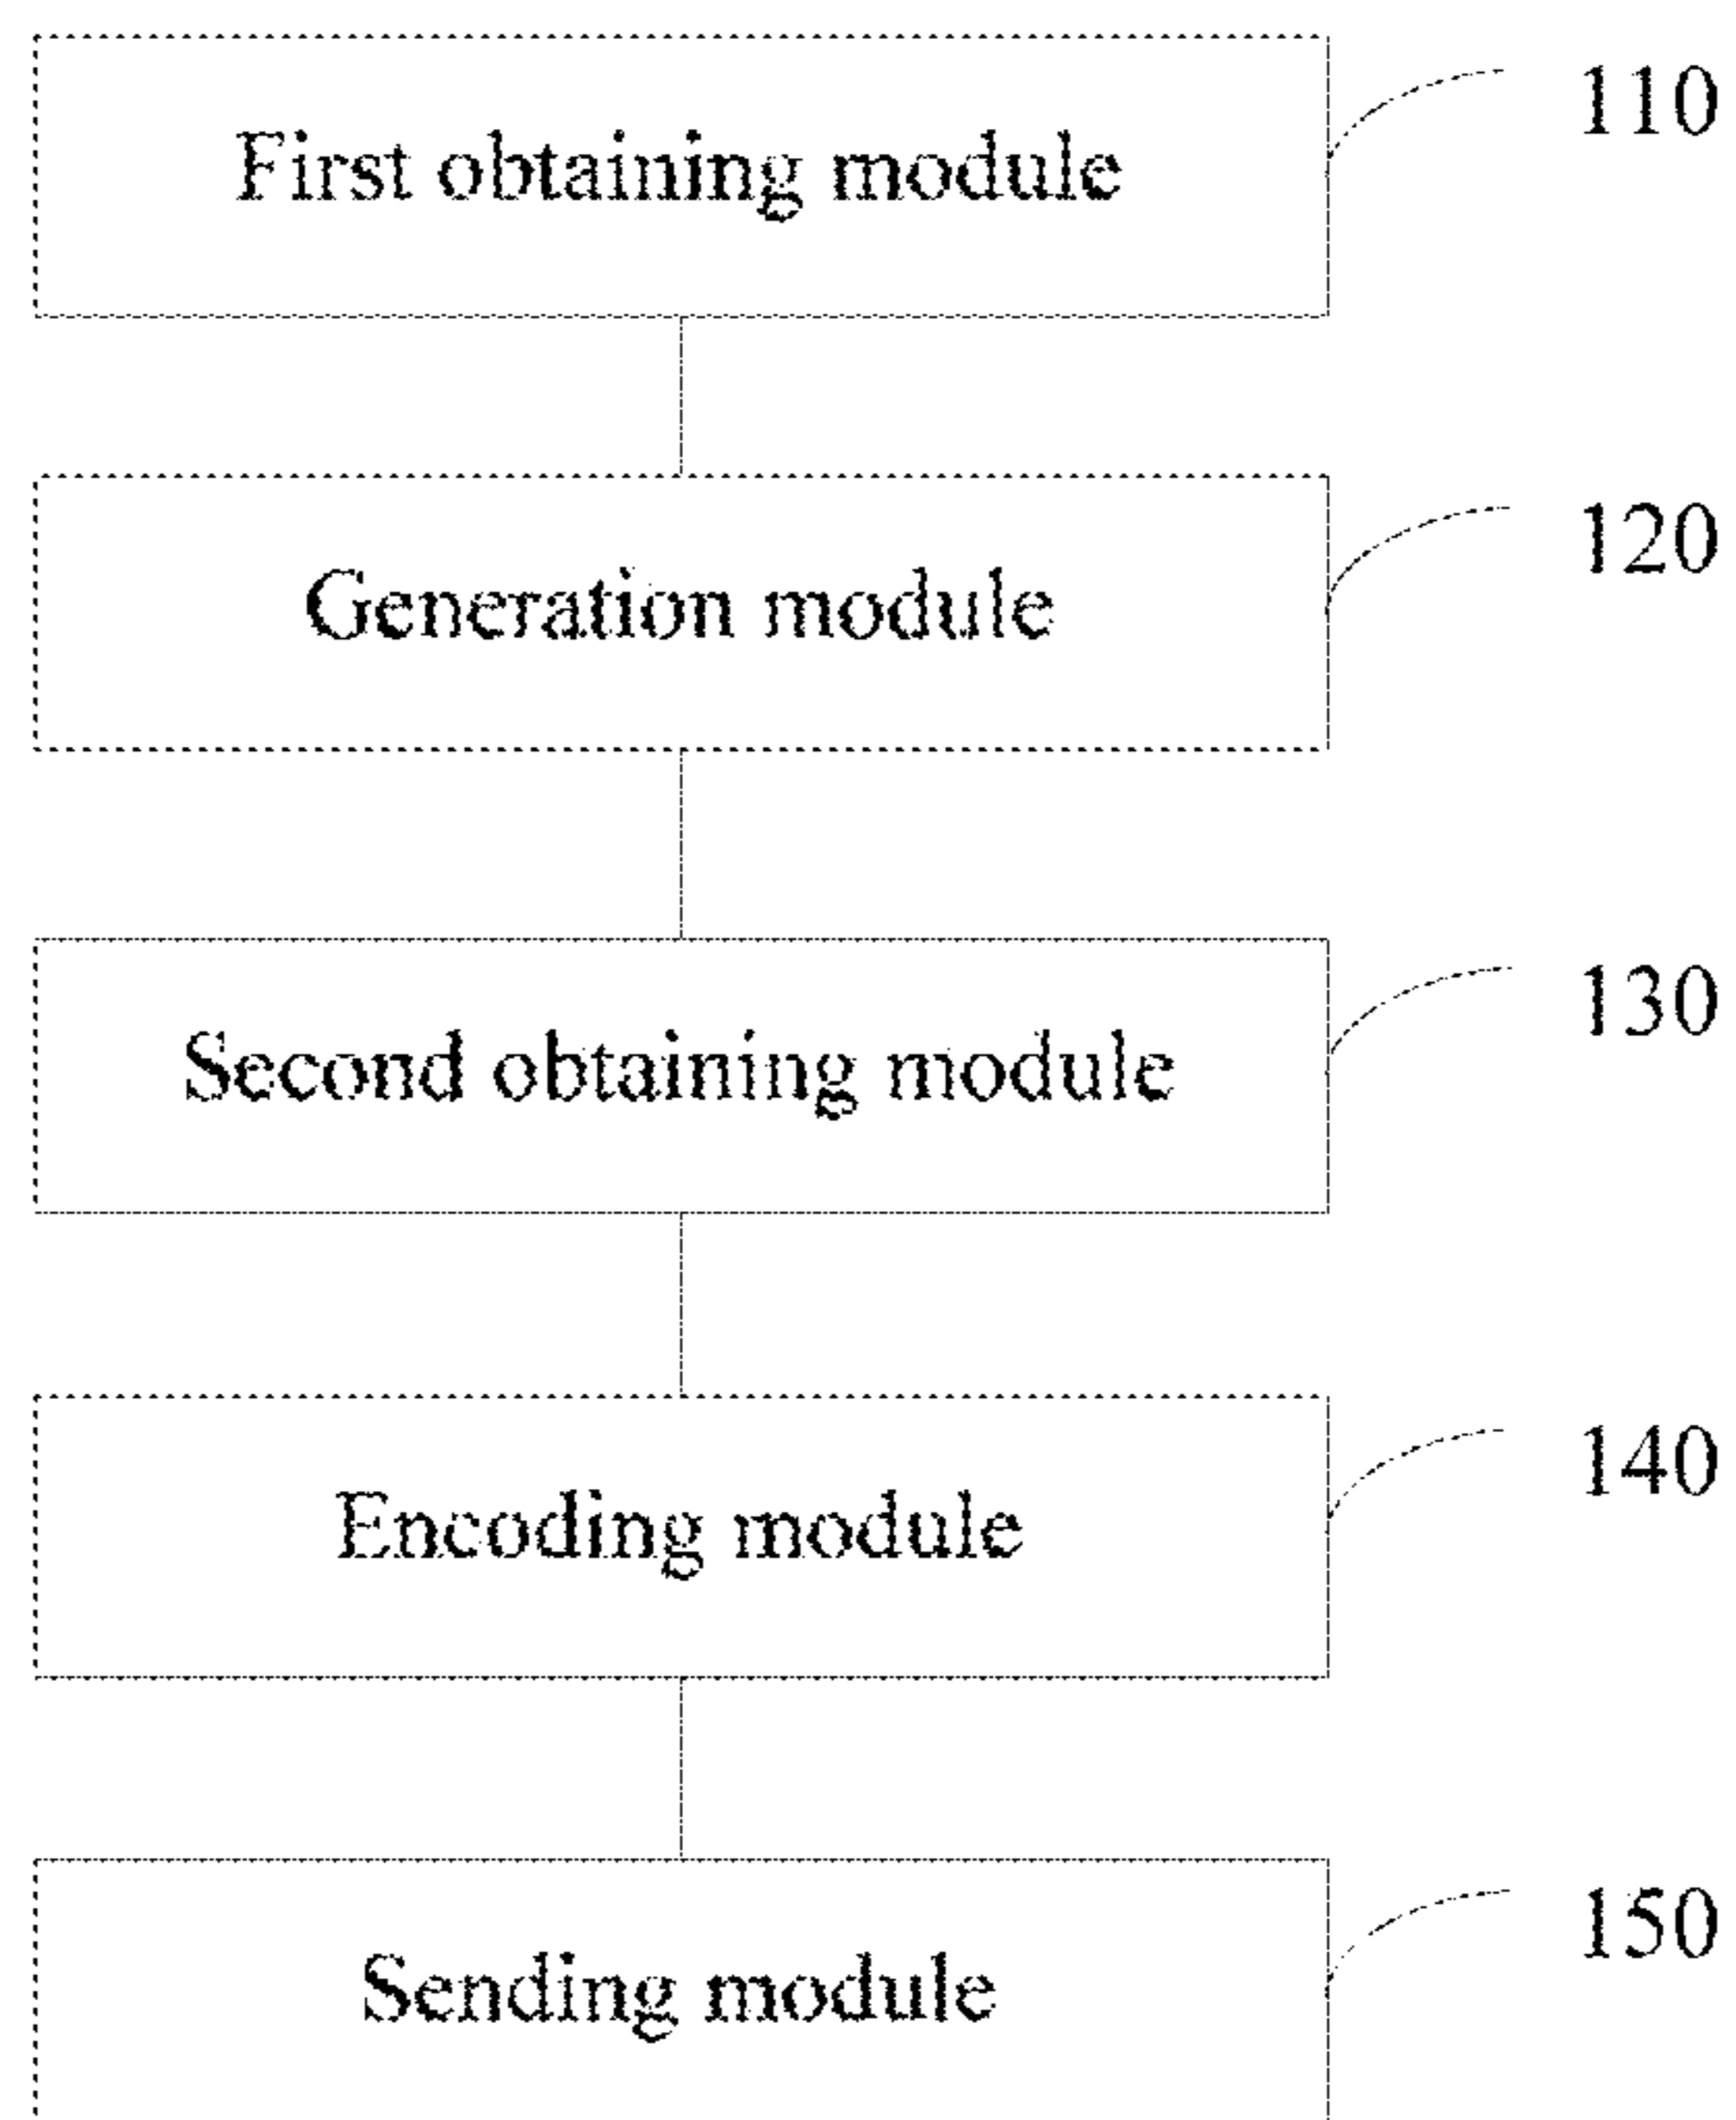 First obtaining module 110
Generation module 120
Second obtaining module 130
Encoding module 140
Sending module 150